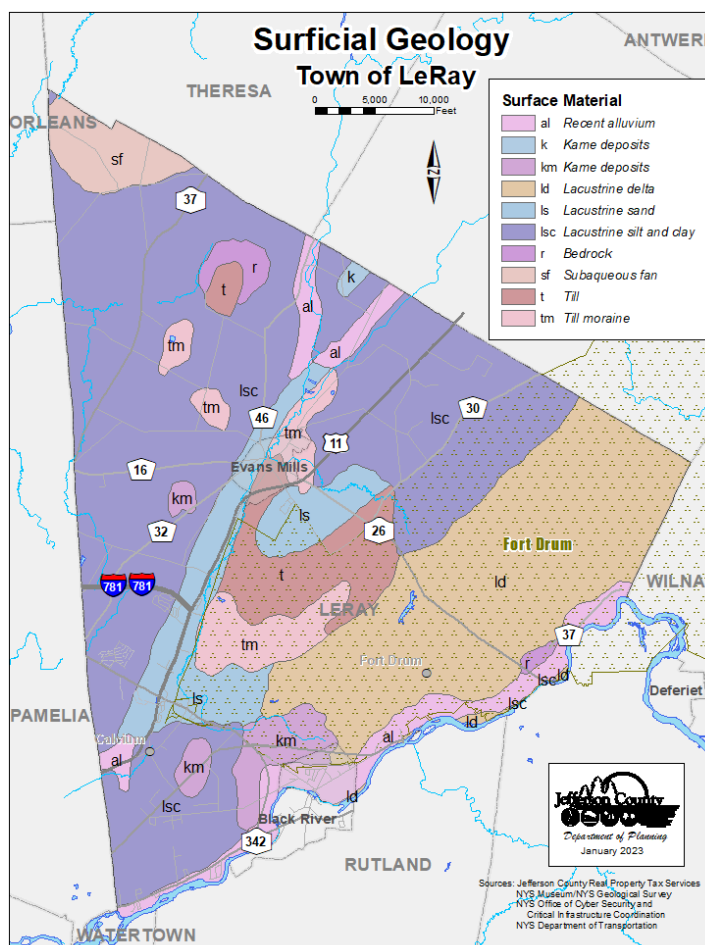 Surficial Geology
Town of LeRay
0 5,000 10,000
Feet
ANTWER
THERESA
ORLEANS
Surface Material
al Recent alluvium
k Kame deposits
km Kame deposits
ld Lacustrine delta
ls Lacustrine sand
lsc Lacustrine silt and clay
r Bedrock
sf Subaqueous fan
t Till
tm Till moraine
N
sf
37
r
t
k
al
al
tm
lsc
tm
46
lsc
30
tm
11
16
Evans Mills
km
ls
32
26
Fort Drum
781
781
t
ld
LERAY
WILNA
tm
37
r
Fort Drum
lsc
ld
ls
lsc
Deferiet
PAMELIA
ld
Calcium
km
al
al
km
lsc
ld
Black River
342
RUTLAND
WATERTOWN
Jefferson County
Department of Planning
January 2023
Sources: Jefferson County Real Property Tax Services
NYS Museum/NYS Geological Survey
NYS Office of Cyber Security and
Critical Infrastructure Coordination
NYS Department of Transportation